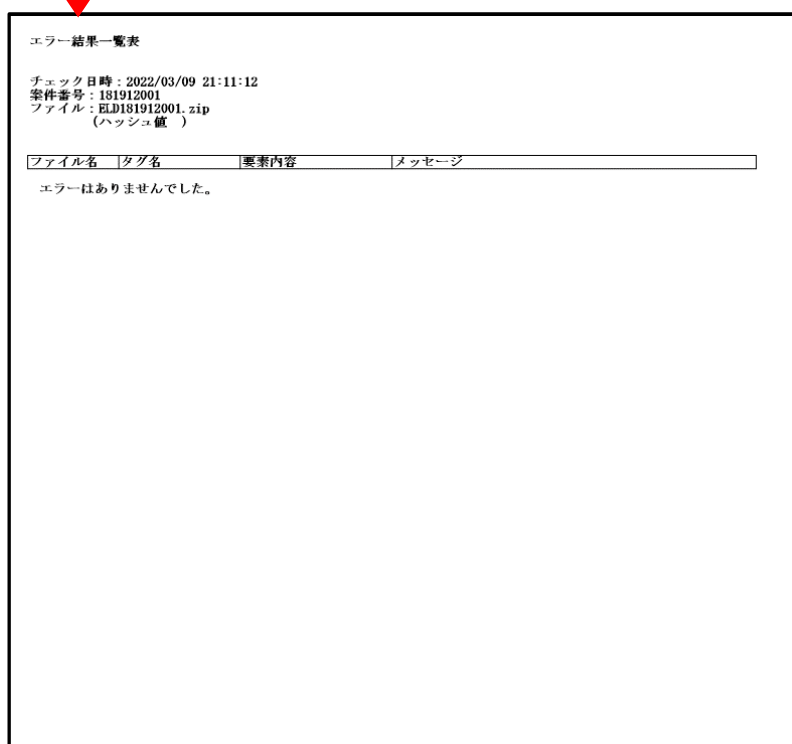 エラー結果一覧表
チェック日時：2022/03/09 21:11:12
案件番号：181912001
ファイル：ELD181912001.zip
(ハッシュ値　)
ファイル名 タグ名 要素内容 メッセージ
エラーはありませんでした。